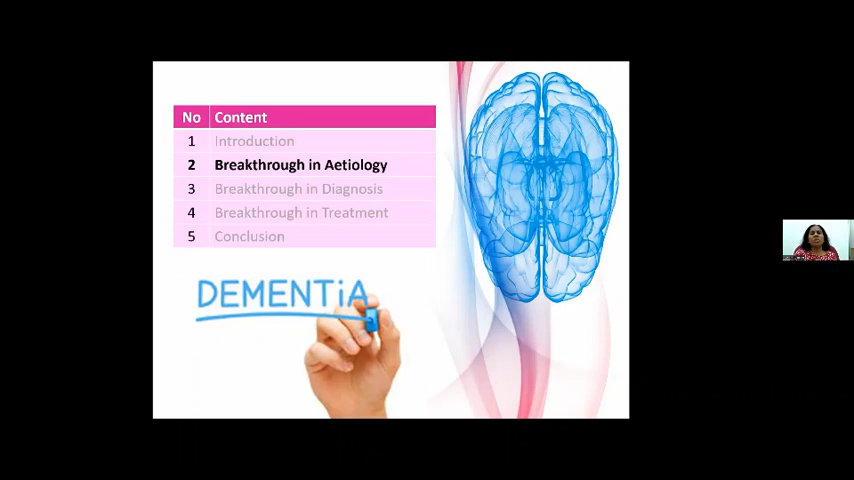 No Content
1 Introduction
2 Breakthrough in Aetiology
3 Breakthrough in Diagnosis
4 Breakthrough in Treatment
5 Conclusion
DEMENTiA